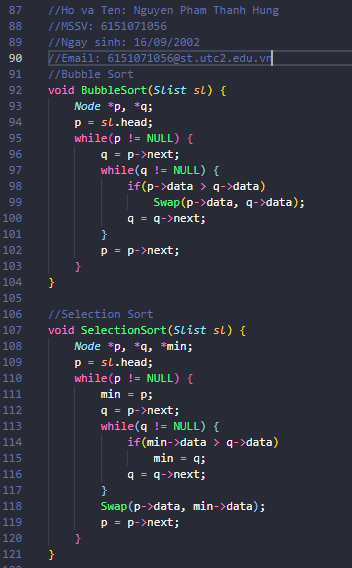 87 //Ho va Ten: Nguyen Pham Thanh Hung
88 //MSSV: 6151071056
89 //Ngay sinh: 16/09/2002
90 //Email: 6151071056@st.utc2.edu.vn
91 //Bubble Sort
92 void BubbleSort(Slist sl) {
93     Node *p, *q;
94     p = sl.head;
95     while(p != NULL) {
96         q = p->next;
97         while(q != NULL) {
98             if(p->data > q->data)
99                 Swap(p->data, q->data);
100             q = q->next;
101         }
102         p = p->next;
103     }
104 }
105
106 //Selection Sort
107 void SelectionSort(Slist sl) {
108     Node *p, *q, *min;
109     p = sl.head;
110     while(p != NULL) {
111         min = p;
112         q = p->next;
113         while(q != NULL) {
114             if(min->data > q->data)
115                 min = q;
116             q = q->next;
117         }
118         Swap(p->data, min->data);
119         p = p->next;
120     }
121 }